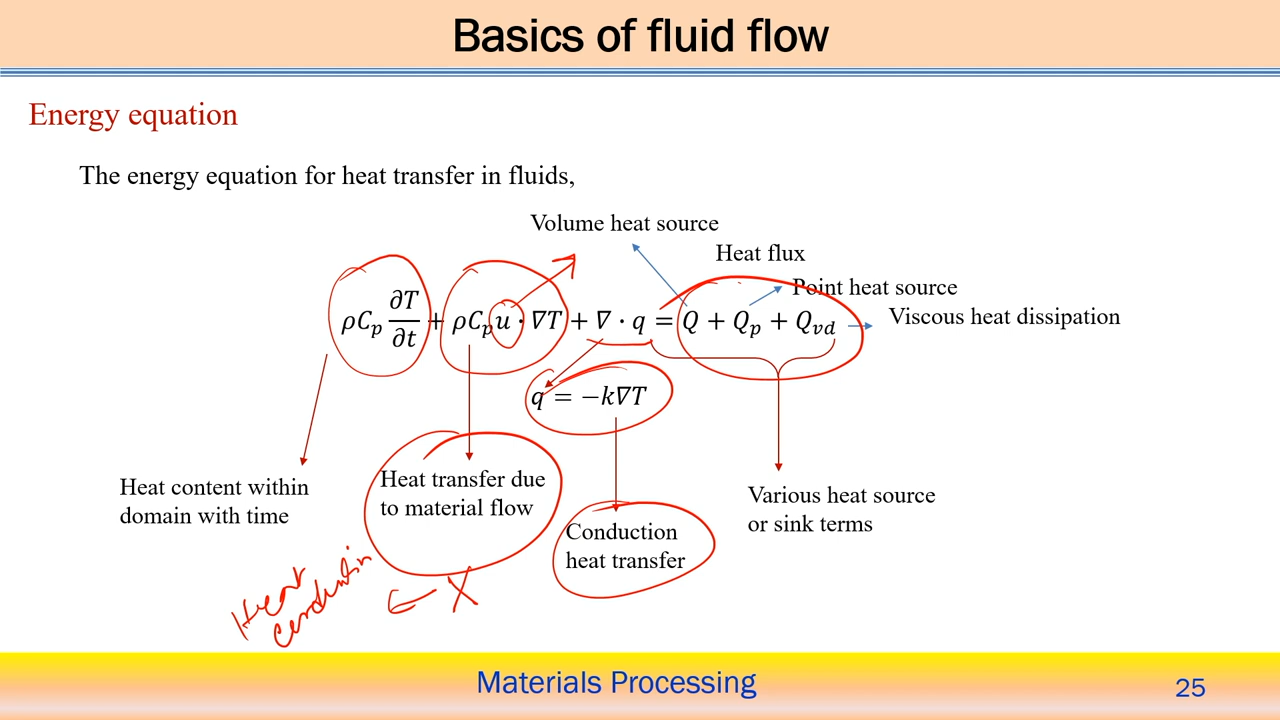 Basics of fluid flow
Energy equation
The energy equation for heat transfer in fluids,
Volume heat source
Heat flux
Point heat source
Viscous heat dissipation
ρC_p ∂T/∂t + ρC_p u · ∇T + ∇ · q = Q + Q_p + Q_vd
q = −k∇T
Heat content within
domain with time
Heat transfer due
to material flow
Conduction
heat transfer
Various heat source
or sink terms
Heat
Materials Processing
25